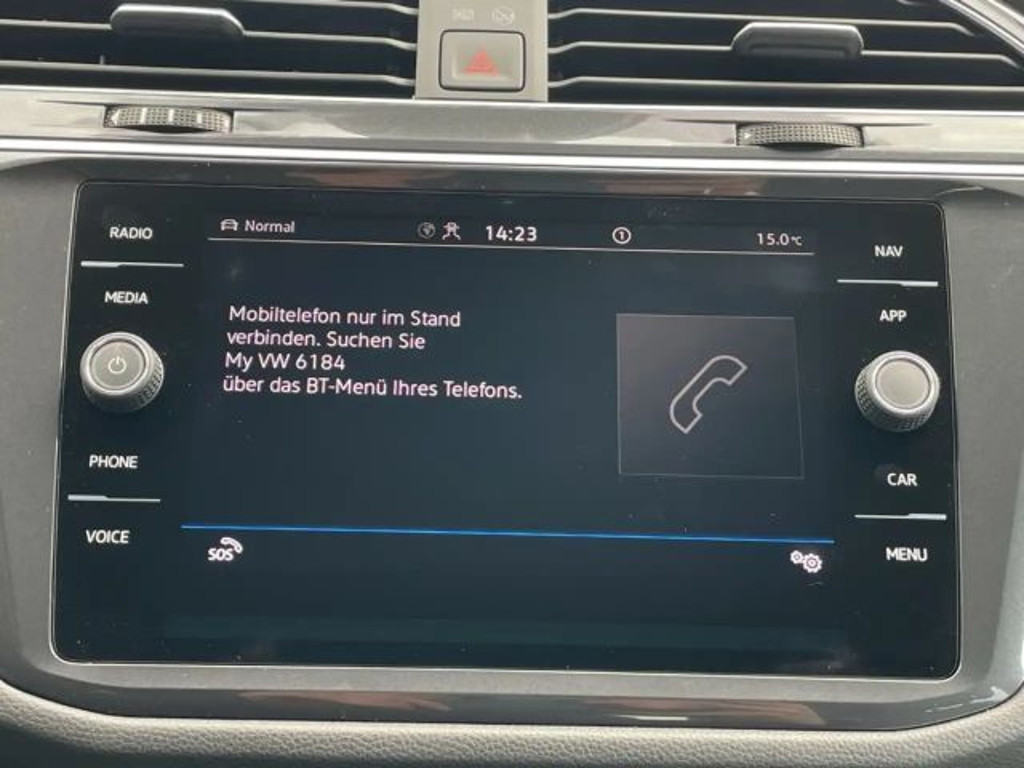 RADIO
MEDIA
PHONE
VOICE
Normal
14:23
1
15.0°C
Mobiltelefon nur im Stand
verbinden. Suchen Sie
My VW 6184
über das BT-Menü Ihres Telefons.
SOS
NAV
APP
CAR
MENU